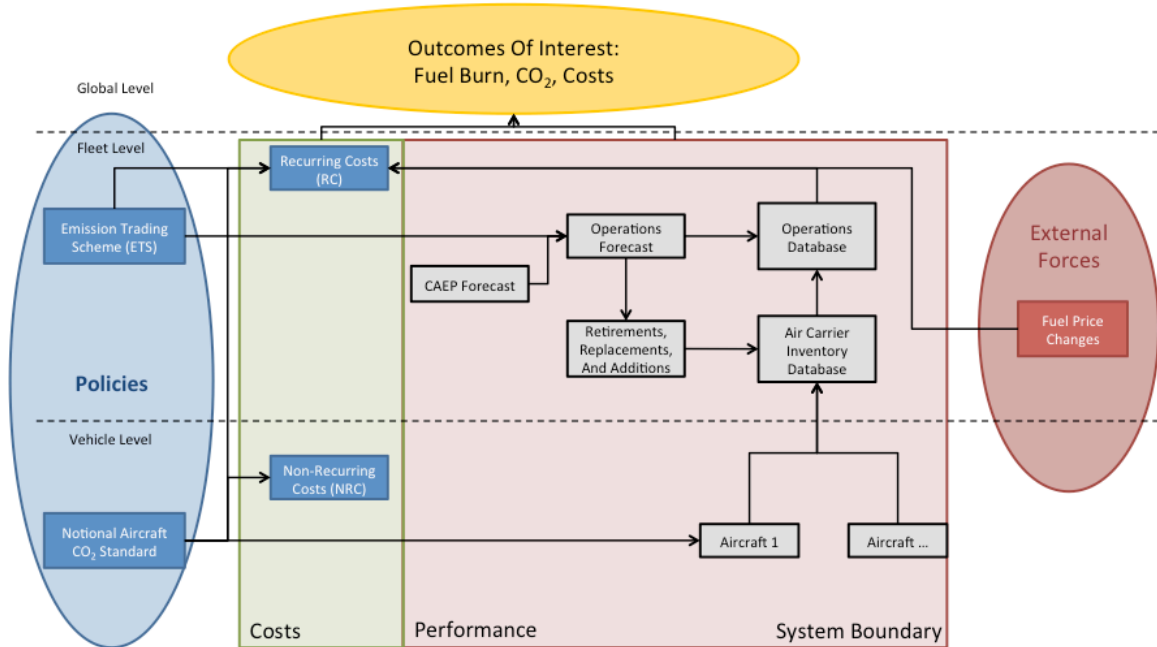 Outcomes Of Interest:
Fuel Burn, CO₂, Costs
Global Level
Fleet Level
Recurring Costs
(RC)
Emission Trading
Scheme (ETS)
Operations
Forecast
Operations
Database
External
Forces
CAEP Forecast
Fuel Price
Changes
Retirements,
Replacements,
And Additions
Air Carrier
Inventory
Database
Policies
Vehicle Level
Non-Recurring
Costs (NRC)
Notional Aircraft
CO₂ Standard
Aircraft 1
Aircraft ...
Costs
Performance
System Boundary